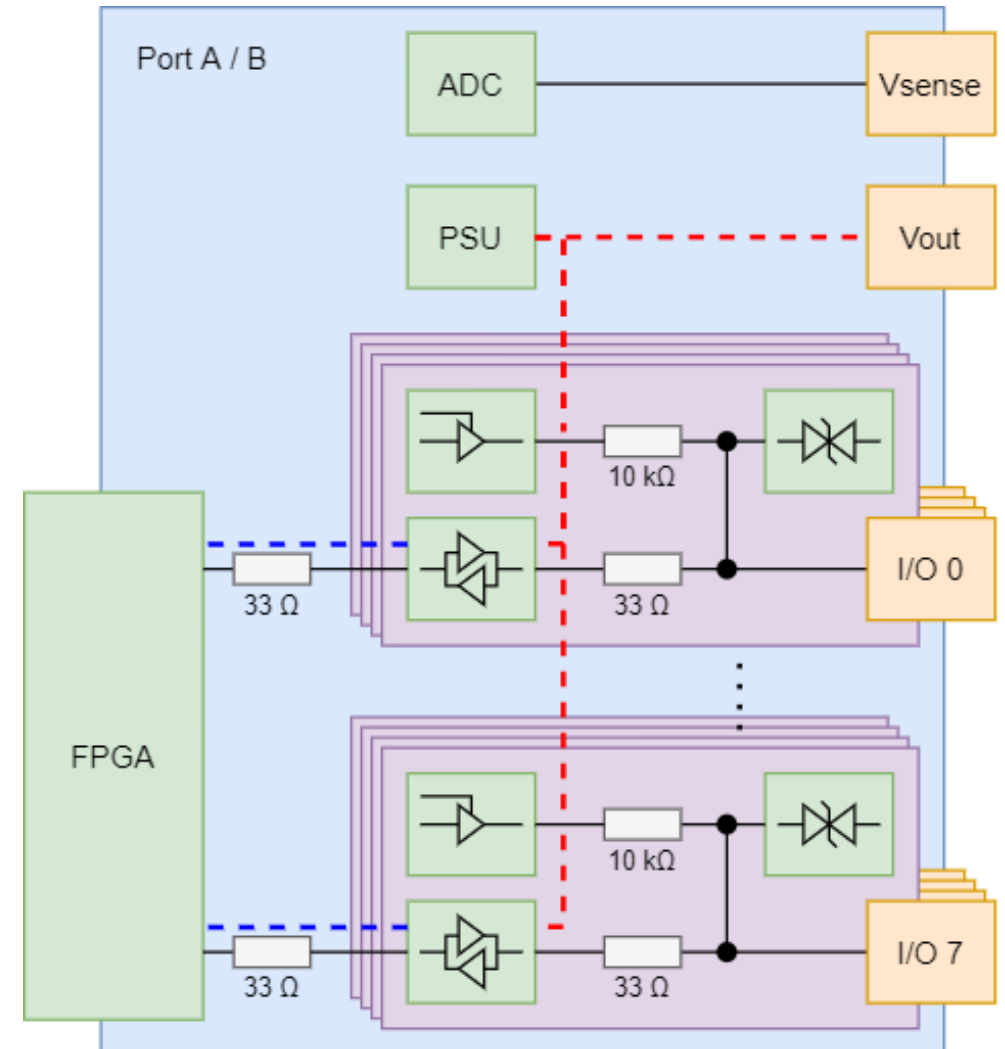 Port A / B
ADC
Vsense
PSU
Vout
10 kΩ
I/O 0
33 Ω
33 Ω
FPGA
10 kΩ
I/O 7
33 Ω
33 Ω